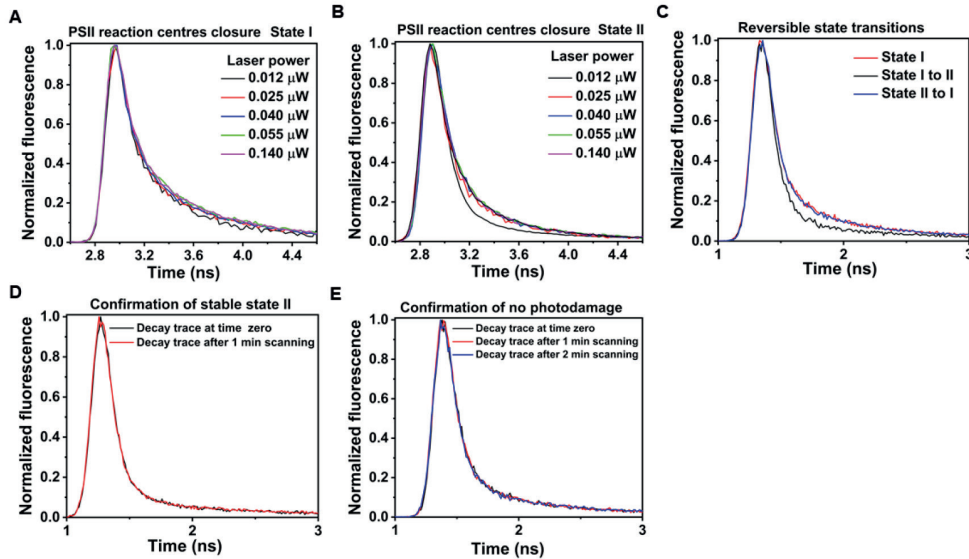 A
PSII reaction centres closure State I
Normalized fluorescence
1.0
0.8
0.6
0.4
0.2
0.0
2.8
3.2
3.6
4.0
4.4
Time (ns)
Laser power
0.012 μW
0.025 μW
0.040 μW
0.055 μW
0.140 μW
B
PSII reaction centres closure State II
Normalized fluorescence
1.0
0.8
0.6
0.4
0.2
0.0
2.8
3.2
3.6
4.0
4.4
Time (ns)
Laser power
0.012 μW
0.025 μW
0.040 μW
0.055 μW
0.140 μW
C
Reversible state transitions
Normalized fluorescence
1.0
0.8
0.6
0.4
0.2
0.0
1
2
3
Time (ns)
State I
State I to II
State II to I
D
Confirmation of stable state II
Normalized fluorescence
1.0
0.8
0.6
0.4
0.2
0.0
1
2
3
Time (ns)
Decay trace at time zero
Decay trace after 1 min scanning
E
Confirmation of no photodamage
Normalized fluorescence
1.0
0.8
0.6
0.4
0.2
0.0
1
2
3
Time (ns)
Decay trace at time zero
Decay trace after 1 min scanning
Decay trace after 2 min scanning